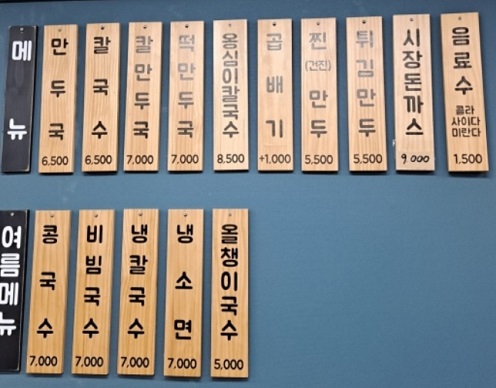 메뉴
만두국 6,500
칼국수 6,500
칼만두국 7,000
떡만두국 7,000
옹심이칼국수 8,500
곱배기 +1,000
찐(건진)만두 5,500
튀김만두 5,500
시장돈까스 9,000
음료수 콜라 사이다 미란다 1,500
여름메뉴
콩국수 7,000
비빔국수 7,000
냉칼국수 7,000
냉소면 7,000
올챙이국수 5,000